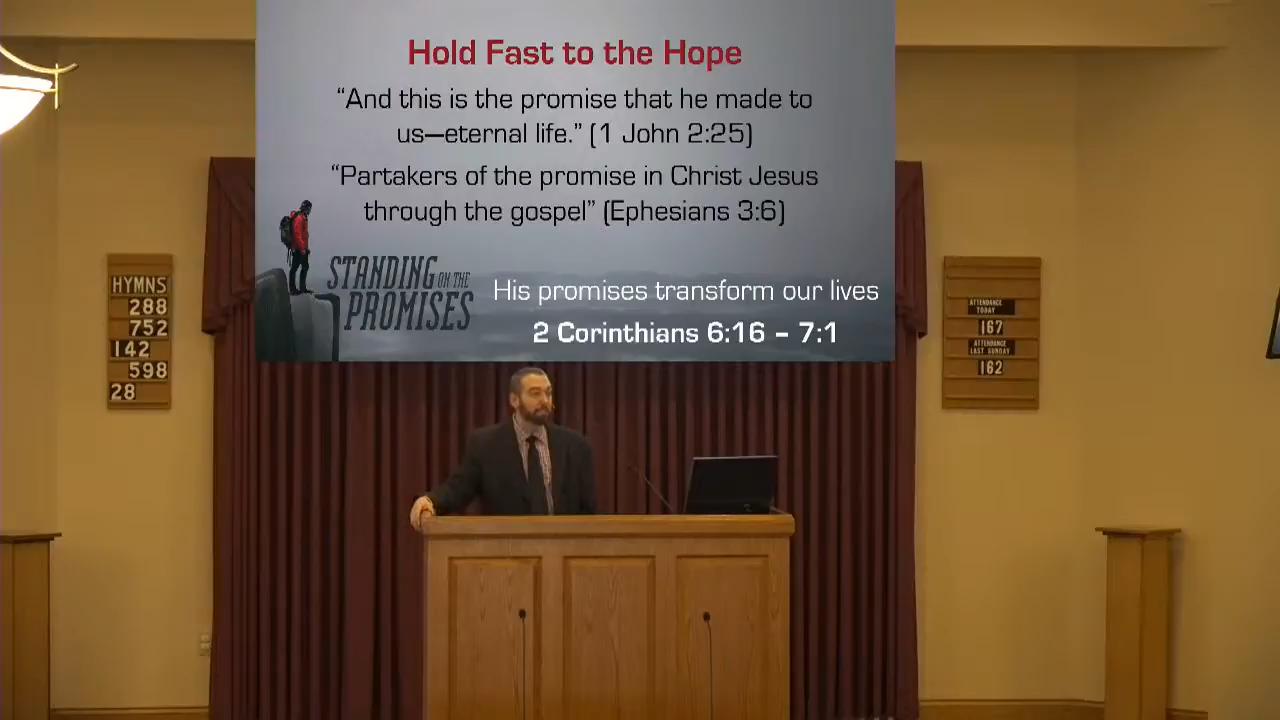 Hold Fast to the Hope
“And this is the promise that he made to
us—eternal life.” (1 John 2:25)
“Partakers of the promise in Christ Jesus
through the gospel” (Ephesians 3:6)
STANDING ON THE
PROMISES
His promises transform our lives
2 Corinthians 6:16 – 7:1
HYMNS
288
752
142
598
28
ATTENDANCE
TODAY
167
ATTENDANCE
LAST SUNDAY
162